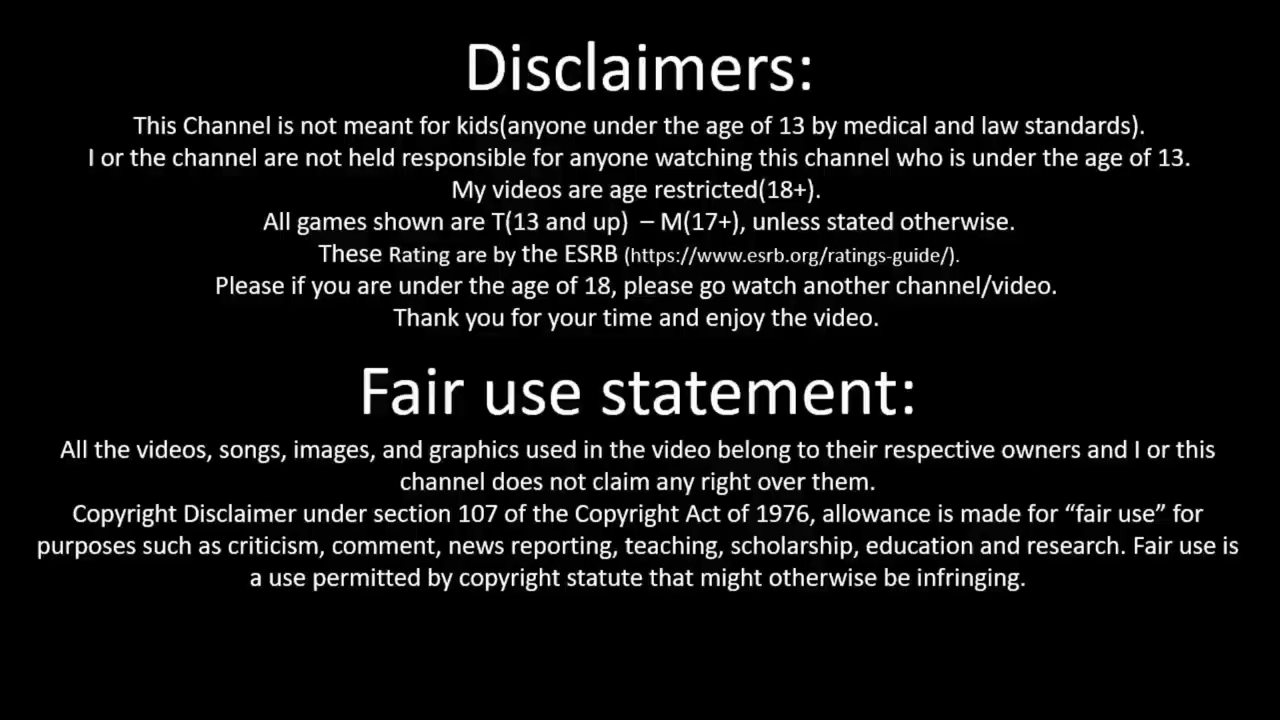 Disclaimers:
This Channel is not meant for kids(anyone under the age of 13 by medical and law standards).
I or the channel are not held responsible for anyone watching this channel who is under the age of 13.
My videos are age restricted(18+).
All games shown are T(13 and up) – M(17+), unless stated otherwise.
These Rating are by the ESRB (https://www.esrb.org/ratings-guide/).
Please if you are under the age of 18, please go watch another channel/video.
Thank you for your time and enjoy the video.
Fair use statement:
All the videos, songs, images, and graphics used in the video belong to their respective owners and I or this
channel does not claim any right over them.
Copyright Disclaimer under section 107 of the Copyright Act of 1976, allowance is made for “fair use” for
purposes such as criticism, comment, news reporting, teaching, scholarship, education and research. Fair use is
a use permitted by copyright statute that might otherwise be infringing.